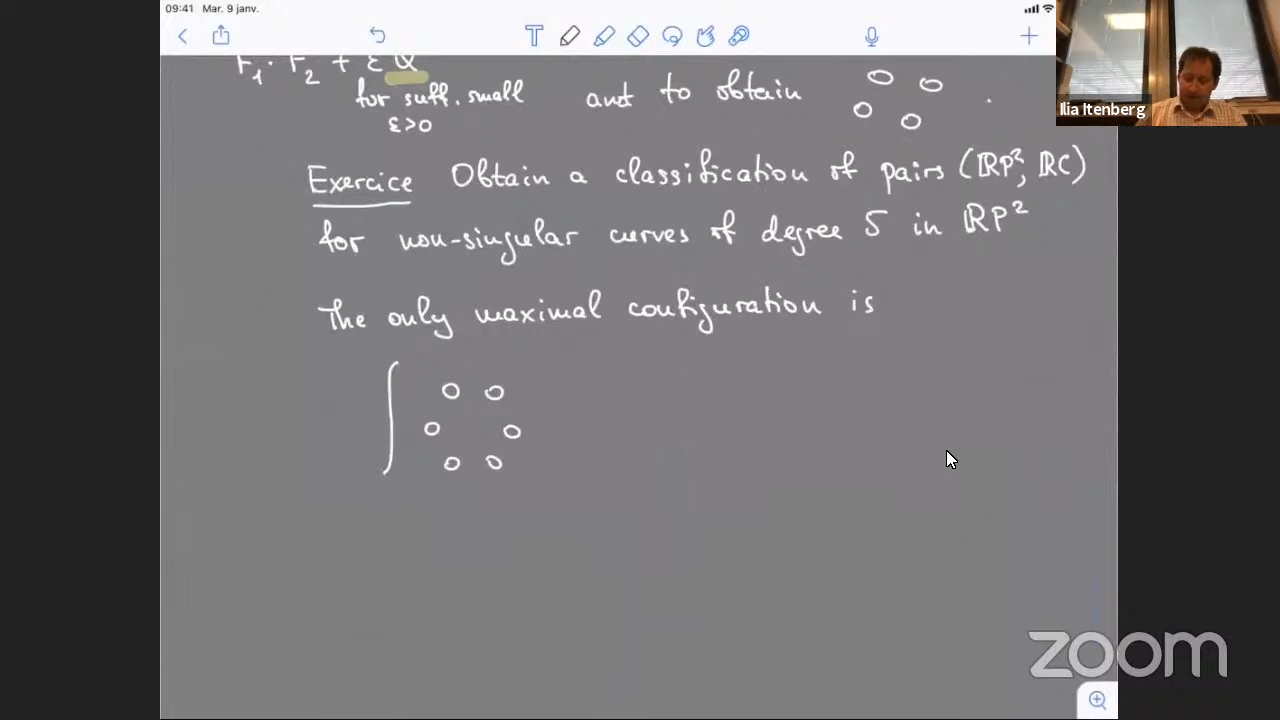 09:41 Mar. 9 janv.
F₁ · F₂ + ε Q
for suff. small and to obtain .
ε>0
Exercice Obtain a classification of pairs (ℝP², ℝC)
for non-singular curves of degree 5 in ℝP²
The only maximal configuration is
Ilia Itenberg
zoom